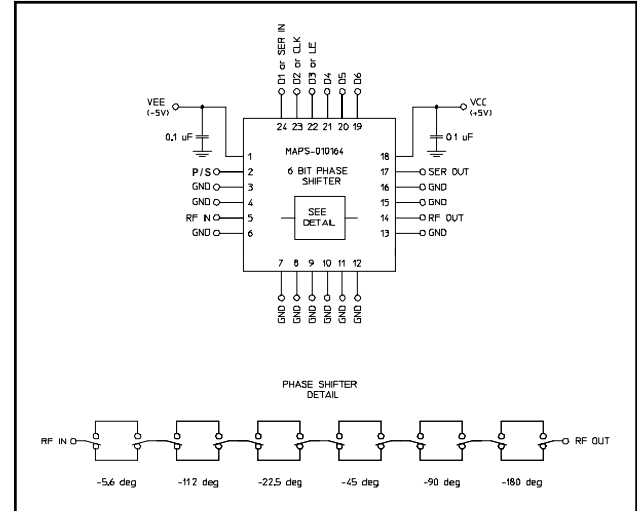 D1 or SER IN
D2 or CLK
D3 or LE
D4
D5
D6
VEE
(-5V)
VCC
(+5V)
24 23 22 21 20 19
0.1 uF
0.1 uF
MAPS-010164
6 BIT PHASE
SHIFTER
SEE
DETAIL
1
18
P/S 2
17 SER OUT
GND 3
16 GND
GND 4
15 GND
RF IN 5
14 RF OUT
GND 6
13 GND
7 8 9 10 11 12
GND GND GND GND GND GND
PHASE SHIFTER
DETAIL
RF IN
RF OUT
-5.6 deg -11.2 deg -22.5 deg -45 deg -90 deg -180 deg